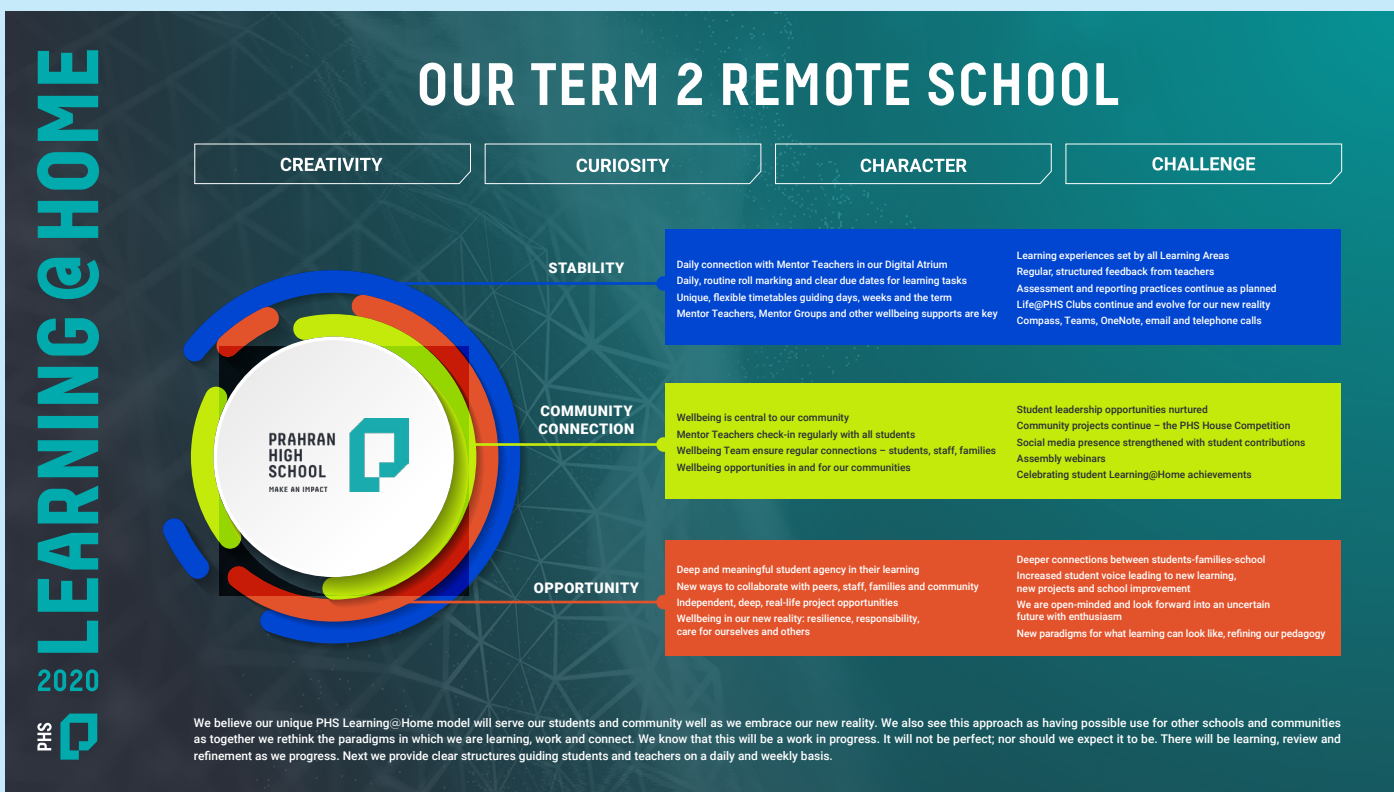 LEARNING @ HOME
2020
PHS
OUR TERM 2 REMOTE SCHOOL
CREATIVITY
CURIOSITY
CHARACTER
CHALLENGE
PRAHRAN
HIGH
SCHOOL
MAKE AN IMPACT
STABILITY
Daily connection with Mentor Teachers in our Digital Atrium
Daily, routine roll marking and clear due dates for learning tasks
Unique, flexible timetables guiding days, weeks and the term
Mentor Teachers, Mentor Groups and other wellbeing supports are key
Learning experiences set by all Learning Areas
Regular, structured feedback from teachers
Assessment and reporting practices continue as planned
Life@PHS Clubs continue and evolve for our new reality
Compass, Teams, OneNote, email and telephone calls
COMMUNITY
CONNECTION
Wellbeing is central to our community
Mentor Teachers check-in regularly with all students
Wellbeing Team ensure regular connections – students, staff, families
Wellbeing opportunities in and for our communities
Student leadership opportunities nurtured
Community projects continue – the PHS House Competition
Social media presence strengthened with student contributions
Assembly webinars
Celebrating student Learning@Home achievements
OPPORTUNITY
Deep and meaningful student agency in their learning
New ways to collaborate with peers, staff, families and community
Independent, deep, real-life project opportunities
Wellbeing in our new reality: resilience, responsibility,
care for ourselves and others
Deeper connections between students-families-school
Increased student voice leading to new learning,
new projects and school improvement
We are open-minded and look forward into an uncertain
future with enthusiasm
New paradigms for what learning can look like, refining our pedagogy
We believe our unique PHS Learning@Home model will serve our students and community well as we embrace our new reality. We also see this approach as having possible use for other schools and communities
as together we rethink the paradigms in which we are learning, work and connect. We know that this will be a work in progress. It will not be perfect; nor should we expect it to be. There will be learning, review and
refinement as we progress. Next we provide clear structures guiding students and teachers on a daily and weekly basis.